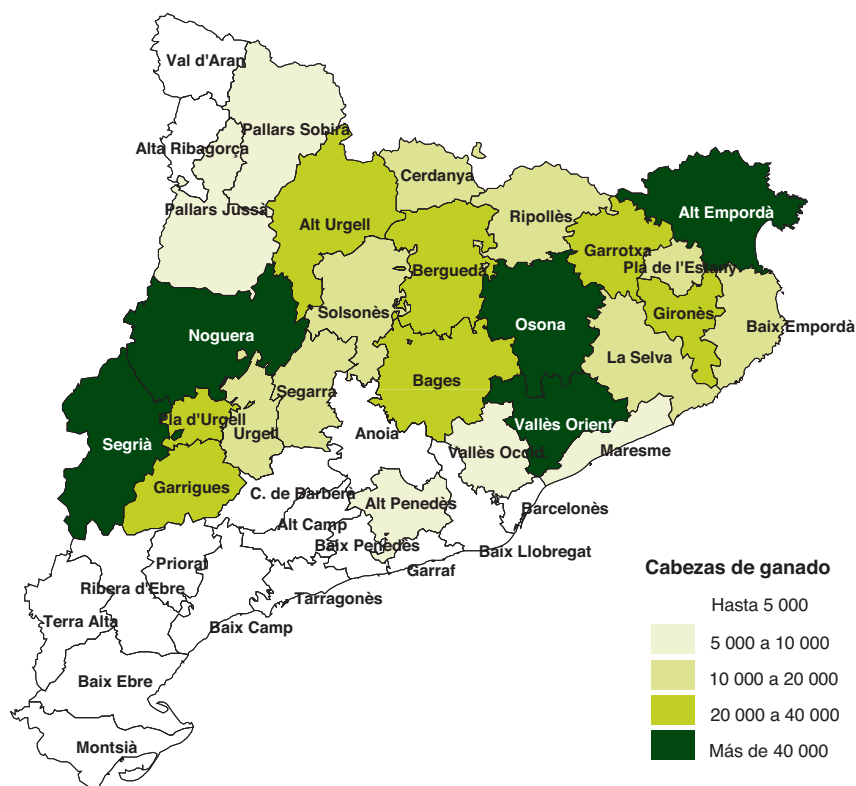 Val d'Aran
Pallars Sobirà
Alta Ribagorça
Cerdanya
Pallars Jussà
Alt Urgell
Ripollès
Alt Empordà
Garrotxa
Pla de l'Estany
Berguedà
Solsonès
Gironès
Osona
Baix Empordà
Noguera
La Selva
Bages
Segarra
Pla d'Urgell
Urgell
Anoia
Vallès Orient
Segrià
Vallès Occid.
Maresme
Garrigues
C. de Barberà
Alt Penedès
Barcelonès
Alt Camp
Baix Penedès
Baix Llobregat
Priorat
Garraf
Ribera d'Ebre
Tarragonès
Terra Alta
Baix Camp
Baix Ebre
Montsià
Cabezas de ganado
Hasta 5 000
5 000 a 10 000
10 000 a 20 000
20 000 a 40 000
Más de 40 000